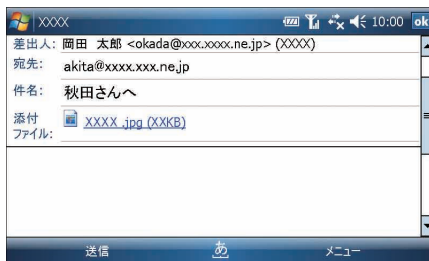 XXXX 10:00 ok
差出人: 岡田 太郎 <okada@xxx.xxxx.ne.jp> (XXXX)
宛先: akita@xxxx.xxx.ne.jp
件名: 秋田さんへ
添付
ファイル: XXXX .jpg (XXKB)
送信 あ メニュー